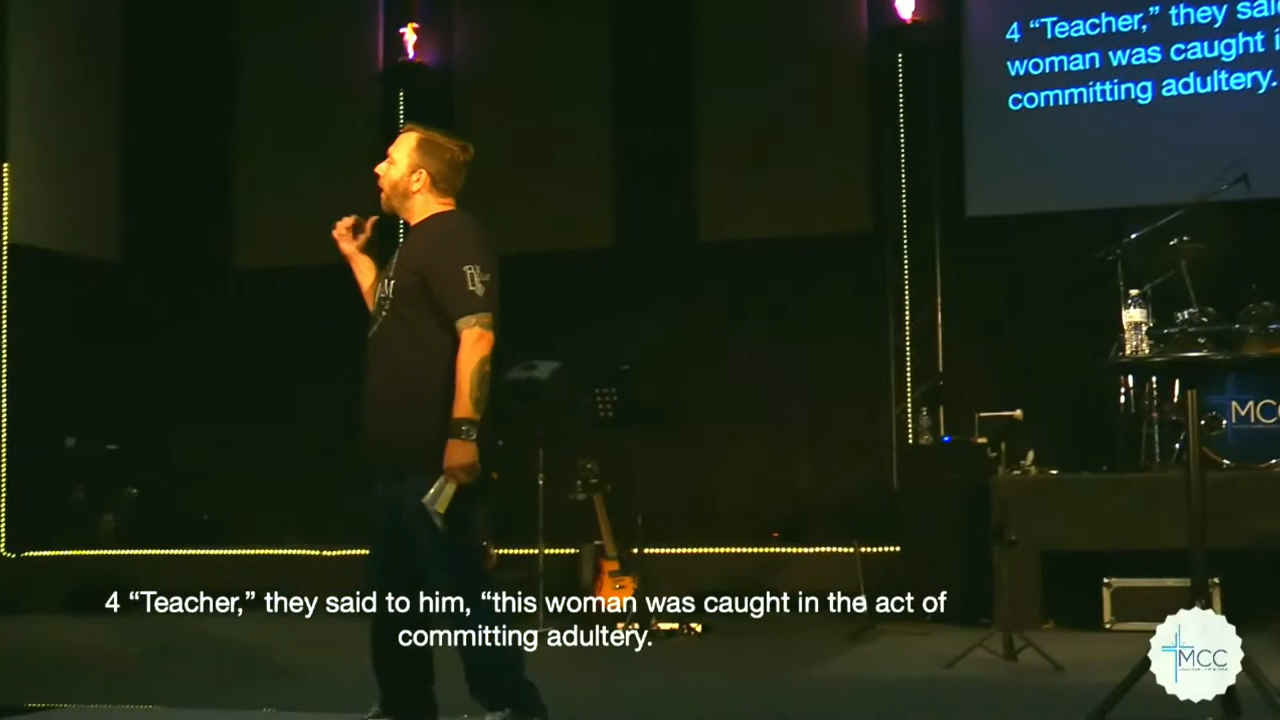 4 “Teacher,” they sai
woman was caught i
committing adultery.
MCC
4 “Teacher,” they said to him, “this woman was caught in the act of
committing adultery.
MCC